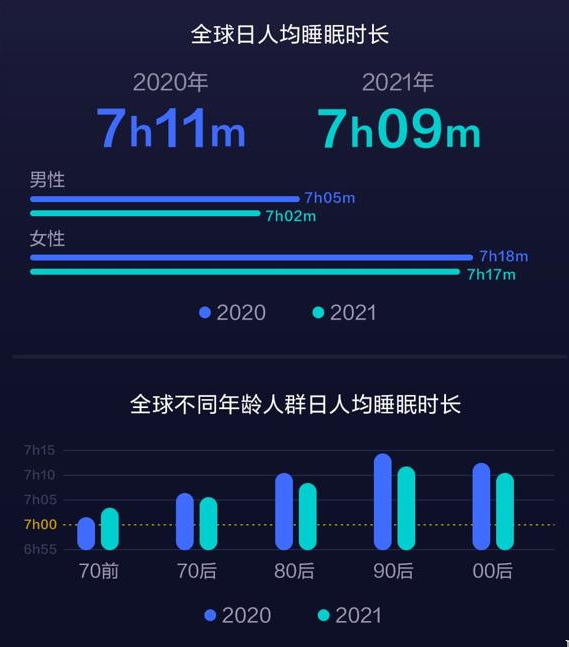 全球日人均睡眠时长
2020年 2021年
7h11m 7h09m
男性
7h05m
7h02m
女性
7h18m
7h17m
2020 2021
全球不同年龄人群日人均睡眠时长
7h15
7h10
7h05
7h00
6h55
70前 70后 80后 90后 00后
2020 2021